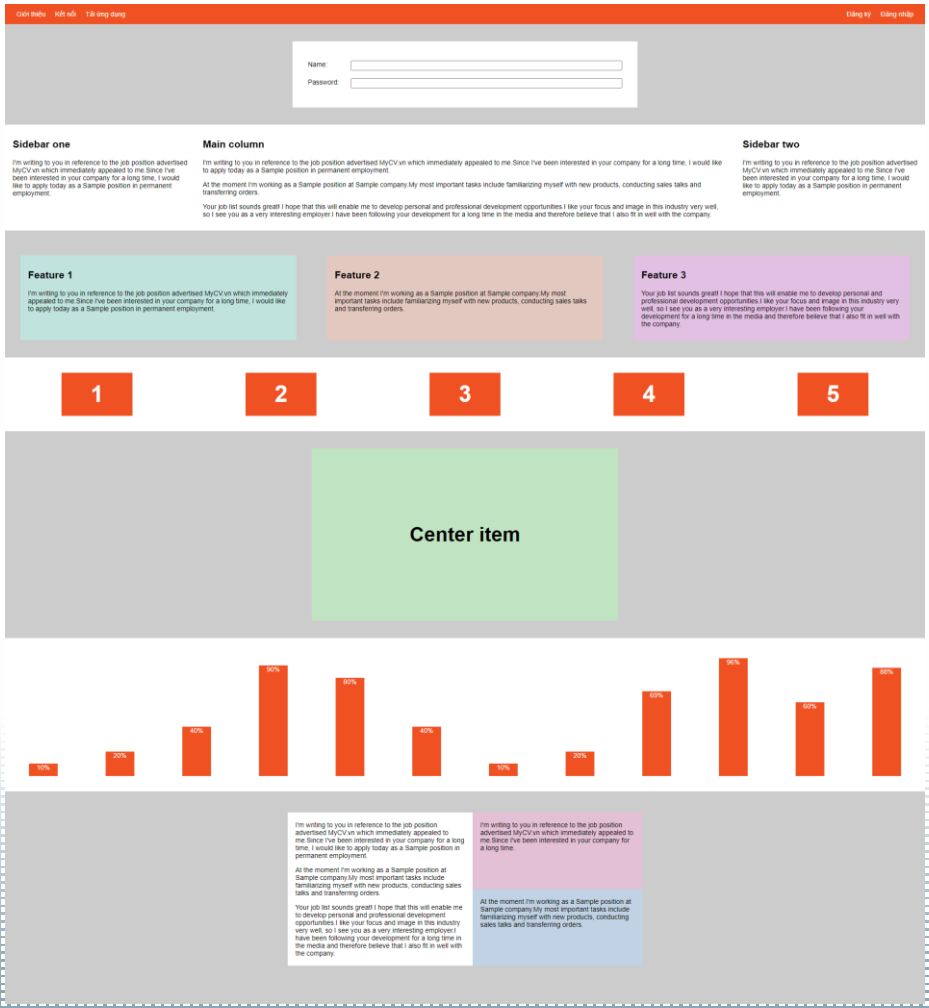 Giới thiệu Kết nối Tải ứng dụng Đăng ký Đăng nhập
Name:
Password:
Sidebar one
I'm writing to you in reference to the job position advertised
MyCV.vn which immediately appealed to me.Since I've
been interested in your company for a long time, I would
like to apply today as a Sample position in permanent
employment.
Main column
I'm writing to you in reference to the job position advertised MyCV.vn which immediately appealed to me.Since I've been interested in your company for a long time, I would like
to apply today as a Sample position in permanent employment.
At the moment I'm working as a Sample position at Sample company.My most important tasks include familiarizing myself with new products, conducting sales talks and
transferring orders.
Your job list sounds great! I hope that this will enable me to develop personal and professional development opportunities.I like your focus and image in this industry very well,
so I see you as a very interesting employer.I have been following your development for a long time in the media and therefore believe that I also fit in well with the company.
Sidebar two
I'm writing to you in reference to the job position advertised
MyCV.vn which immediately appealed to me.Since I've
been interested in your company for a long time, I would
like to apply today as a Sample position in permanent
employment.
Feature 1
I'm writing to you in reference to the job position advertised MyCV.vn which immediately
appealed to me.Since I've been interested in your company for a long time, I would like
to apply today as a Sample position in permanent employment.
Feature 2
At the moment I'm working as a Sample position at Sample company.My most
important tasks include familiarizing myself with new products, conducting sales talks
and transferring orders.
Feature 3
Your job list sounds great! I hope that this will enable me to develop personal and
professional development opportunities.I like your focus and image in this industry very
well, so I see you as a very interesting employer.I have been following your
development for a long time in the media and therefore believe that I also fit in well with
the company.
1 2 3 4 5
Center item
10% 20% 40% 90% 80% 40% 10% 20% 69% 96% 60% 88%
I'm writing to you in reference to the job position
advertised MyCV.vn which immediately appealed to
me.Since I've been interested in your company for a long
time, I would like to apply today as a Sample position in
permanent employment.
At the moment I'm working as a Sample position at
Sample company.My most important tasks include
familiarizing myself with new products, conducting sales
talks and transferring orders.
Your job list sounds great! I hope that this will enable me
to develop personal and professional development
opportunities.I like your focus and image in this industry
very well, so I see you as a very interesting employer.I
have been following your development for a long time in
the media and therefore believe that I also fit in well with
the company.
I'm writing to you in reference to the job position
advertised MyCV.vn which immediately appealed to
me.Since I've been interested in your company for
a long time.
At the moment I'm working as a Sample position at
Sample company.My most important tasks include
familiarizing myself with new products, conducting
sales talks and transferring orders.